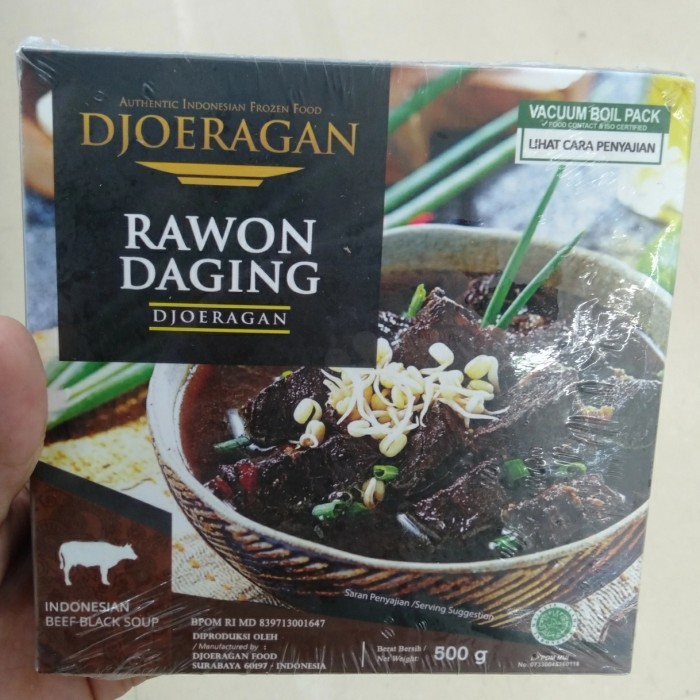 AUTHENTIC INDONESIAN FROZEN FOOD
DJOERAGAN
RAWON
DAGING
DJOERAGAN
VACUUM BOIL PACK
✓ FOOD CONTACT & ISO CERTIFIED
LIHAT CARA PENYAJIAN
INDONESIAN
BEEF BLACK SOUP
Saran Penyajian /Serving Suggestion
BPOM RI MD 839713001647
DIPRODUKSI OLEH
/ Manufactured by :
DJOERAGAN FOOD
SURABAYA 60197 / INDONESIA
Berat Bersih /
Net Weight:
500 g